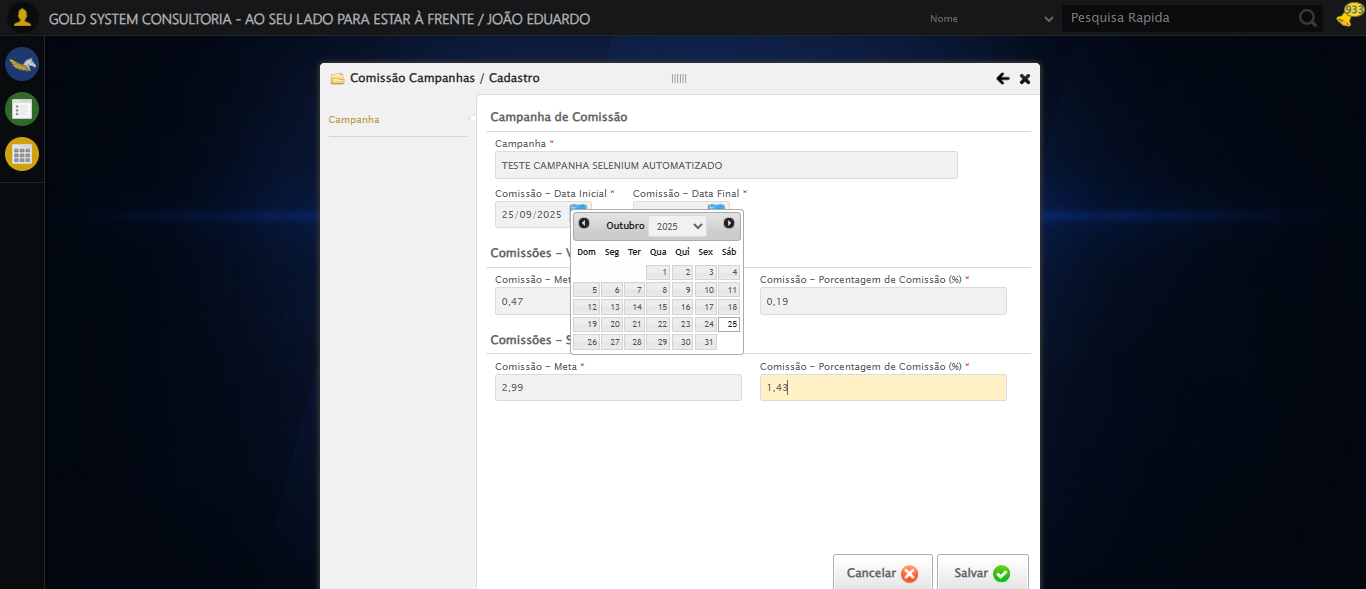 GOLD SYSTEM CONSULTORIA - AO SEU LADO PARA ESTAR À FRENTE / JOÃO EDUARDO
Nome
Pesquisa Rapida
933
Comissão Campanhas / Cadastro
Campanha
Campanha de Comissão
Campanha *
TESTE CAMPANHA SELENIUM AUTOMATIZADO
Comissão - Data Inicial * Comissão - Data Final *
25/09/2025
Outubro 2025
Dom Seg Ter Qua Qui Sex Sáb
1 2 3 4
5 6 7 8 9 10 11
12 13 14 15 16 17 18
19 20 21 22 23 24 25
26 27 28 29 30 31
Comissões -
Comissão - Porcentagem de Comissão (%) *
Comissão -
0,47
0,19
Comissões -
Comissão - Meta * Comissão - Porcentagem de Comissão (%) *
2,99
1,43
Cancelar
Salvar